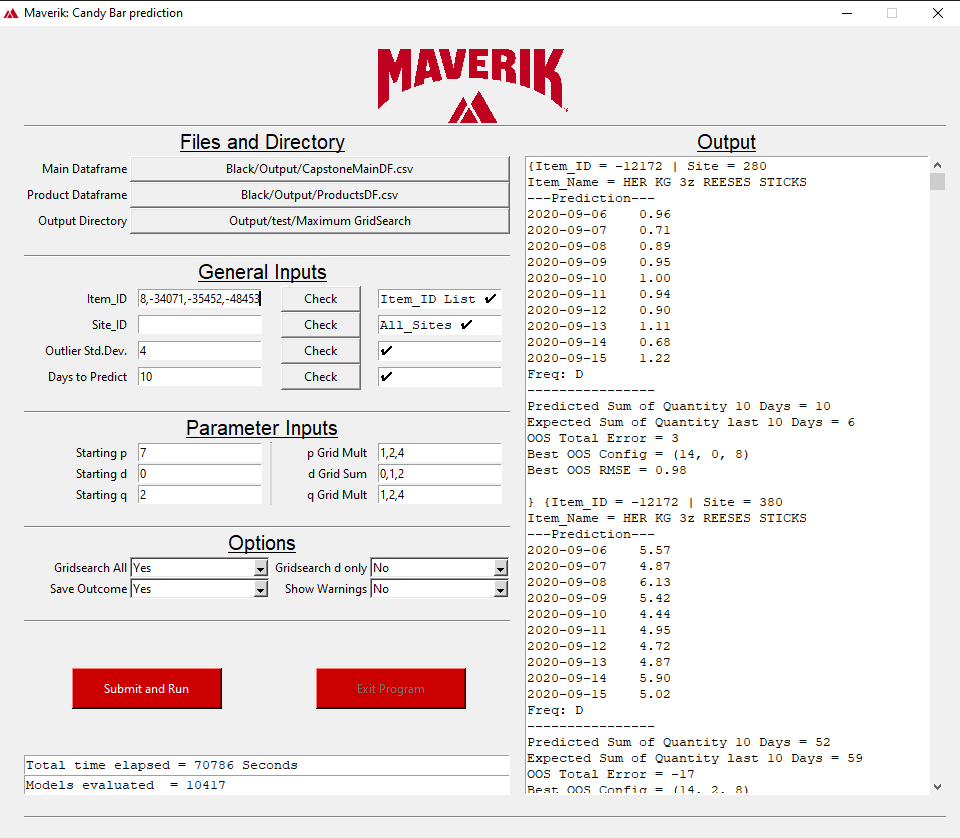 Maverik: Candy Bar prediction
MAVERIK
Files and Directory
Main Dataframe Black/Output/CapstoneMainDF.csv
Product Dataframe Black/Output/ProductsDF.csv
Output Directory Output/test/Maximum GridSearch
General Inputs
Item_ID 8,-34071,-35452,-48453 Check Item_ID List ✔
Site_ID Check All_Sites ✔
Outlier Std.Dev. 4 Check ✔
Days to Predict 10 Check ✔
Parameter Inputs
Starting p 7 p Grid Mult 1,2,4
Starting d 0 d Grid Sum 0,1,2
Starting q 2 q Grid Mult 1,2,4
Options
Gridsearch All Yes Gridsearch d only No
Save Outcome Yes Show Warnings No
Submit and Run Exit Program
Total time elapsed = 70786 Seconds
Models evaluated = 10417
Output
{Item_ID = -12172 | Site = 280
Item_Name = HER KG 3z REESES STICKS
---Prediction---
2020-09-06 0.96
2020-09-07 0.71
2020-09-08 0.89
2020-09-09 0.95
2020-09-10 1.00
2020-09-11 0.94
2020-09-12 0.90
2020-09-13 1.11
2020-09-14 0.68
2020-09-15 1.22
Freq: D
----------------
Predicted Sum of Quantity 10 Days = 10
Expected Sum of Quantity last 10 Days = 6
OOS Total Error = 3
Best OOS Config = (14, 0, 8)
Best OOS RMSE = 0.98
} {Item_ID = -12172 | Site = 380
Item_Name = HER KG 3z REESES STICKS
---Prediction---
2020-09-06 5.57
2020-09-07 4.87
2020-09-08 6.13
2020-09-09 5.42
2020-09-10 4.44
2020-09-11 4.95
2020-09-12 4.72
2020-09-13 4.87
2020-09-14 5.90
2020-09-15 5.02
Freq: D
----------------
Predicted Sum of Quantity 10 Days = 52
Expected Sum of Quantity last 10 Days = 59
OOS Total Error = -17
Best OOS Config = (14, 2, 8)